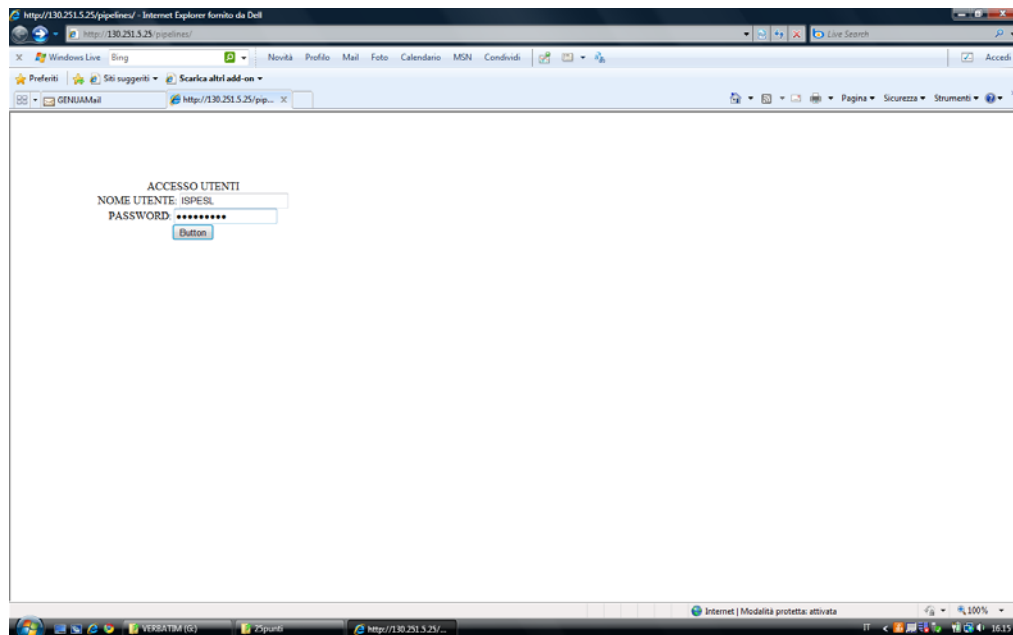 http://130.251.5.25/pipelines/ - Internet Explorer fornito da Dell
http://130.251.5.25/pipelines/
Live Search
X Windows Live Bing Novità Profilo Mail Foto Calendario MSN Condividi Accedi
Preferiti Siti suggeriti Scarica altri add-on
GENUAMail http://130.251.5.25/pip... X Pagina Sicurezza Strumenti
ACCESSO UTENTI
NOME UTENTE: ISPESL
PASSWORD: •••••••••
Button
Internet | Modalità protetta: attivata 100%
VERBATIM (G:) 25punti http://130.251.5.25/... IT 16.15